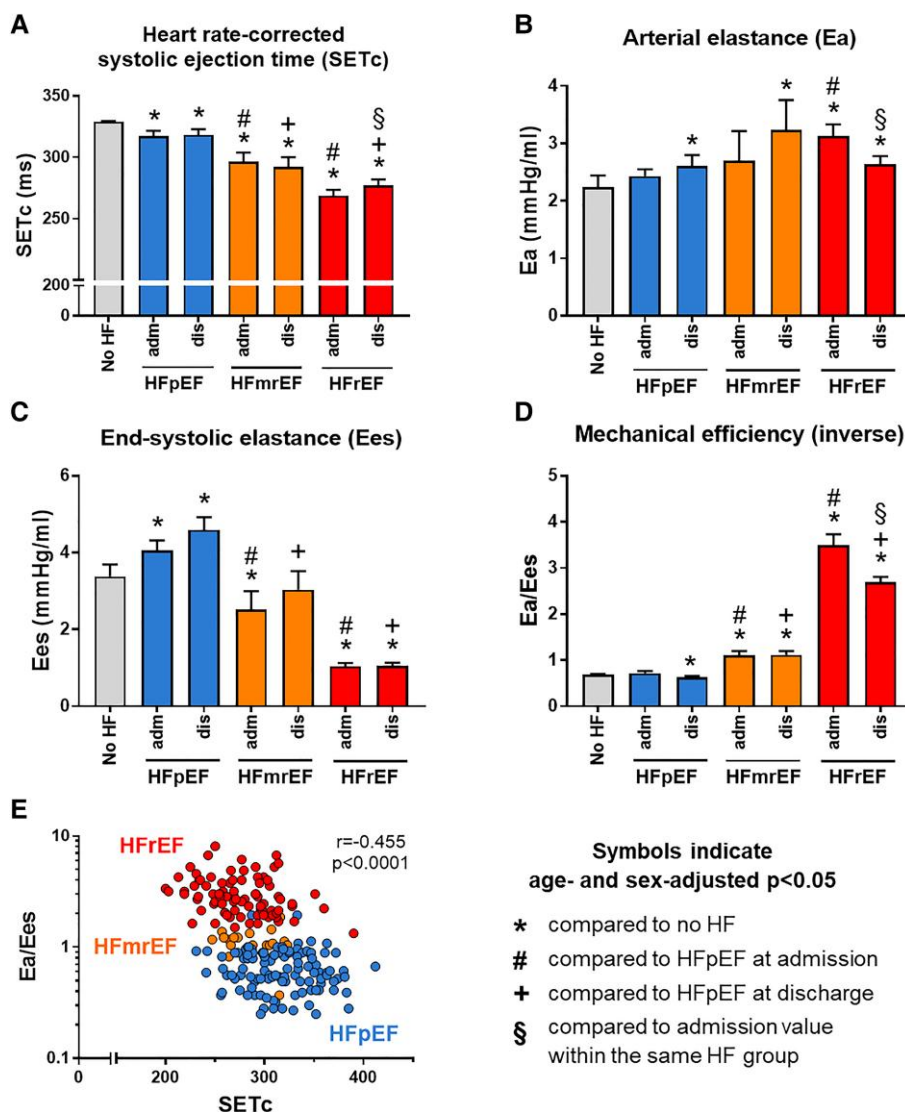 A
Heart rate-corrected
systolic ejection time (SETc)
SETc (ms)
350
300
250
200
0
* * # * + * # * § + *
No HF adm dis adm dis adm dis
HFpEF HFmrEF HFrEF
B
Arterial elastance (Ea)
Ea (mmHg/ml)
4
3
2
1
0
* * # * § *
No HF adm dis adm dis adm dis
HFpEF HFmrEF HFrEF
C
End-systolic elastance (Ees)
Ees (mmHg/ml)
6
4
2
0
* * # * + # * + *
No HF adm dis adm dis adm dis
HFpEF HFmrEF HFrEF
D
Mechanical efficiency (inverse)
Ea/Ees
5
4
3
2
1
0
* # * + * # * § + *
No HF adm dis adm dis adm dis
HFpEF HFmrEF HFrEF
E
Ea/Ees
10
1
0.1
HFrEF
HFmrEF
HFpEF
r=-0.455
p<0.0001
0 200 300 400
SETc
Symbols indicate
age- and sex-adjusted p<0.05
* compared to no HF
# compared to HFpEF at admission
+ compared to HFpEF at discharge
§ compared to admission value
within the same HF group